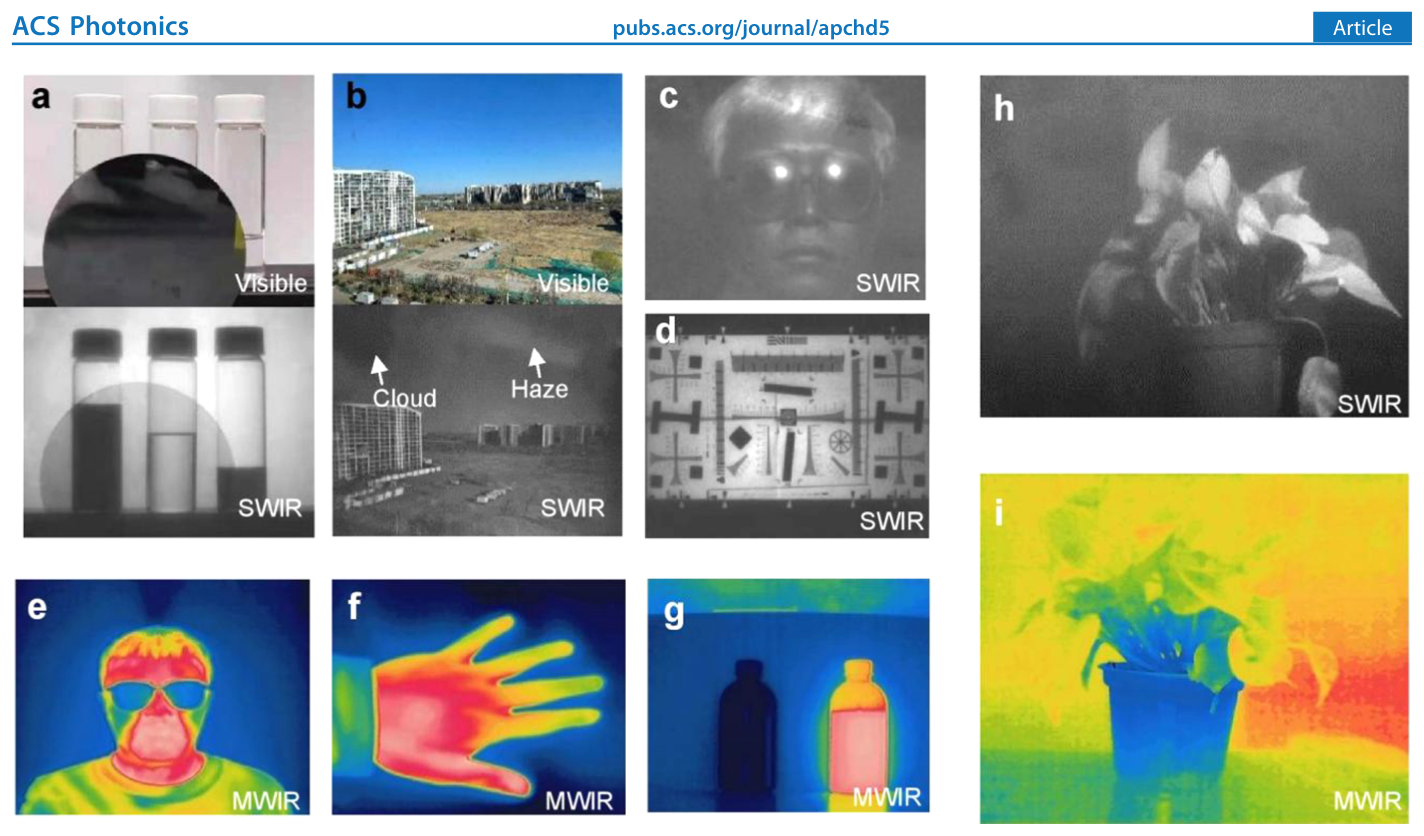 ACS Photonics
pubs.acs.org/journal/apchd5
Article
a
Visible
SWIR
b
Visible
Cloud
Haze
SWIR
c
SWIR
d
SWIR
e
MWIR
f
MWIR
g
MWIR
h
SWIR
i
MWIR